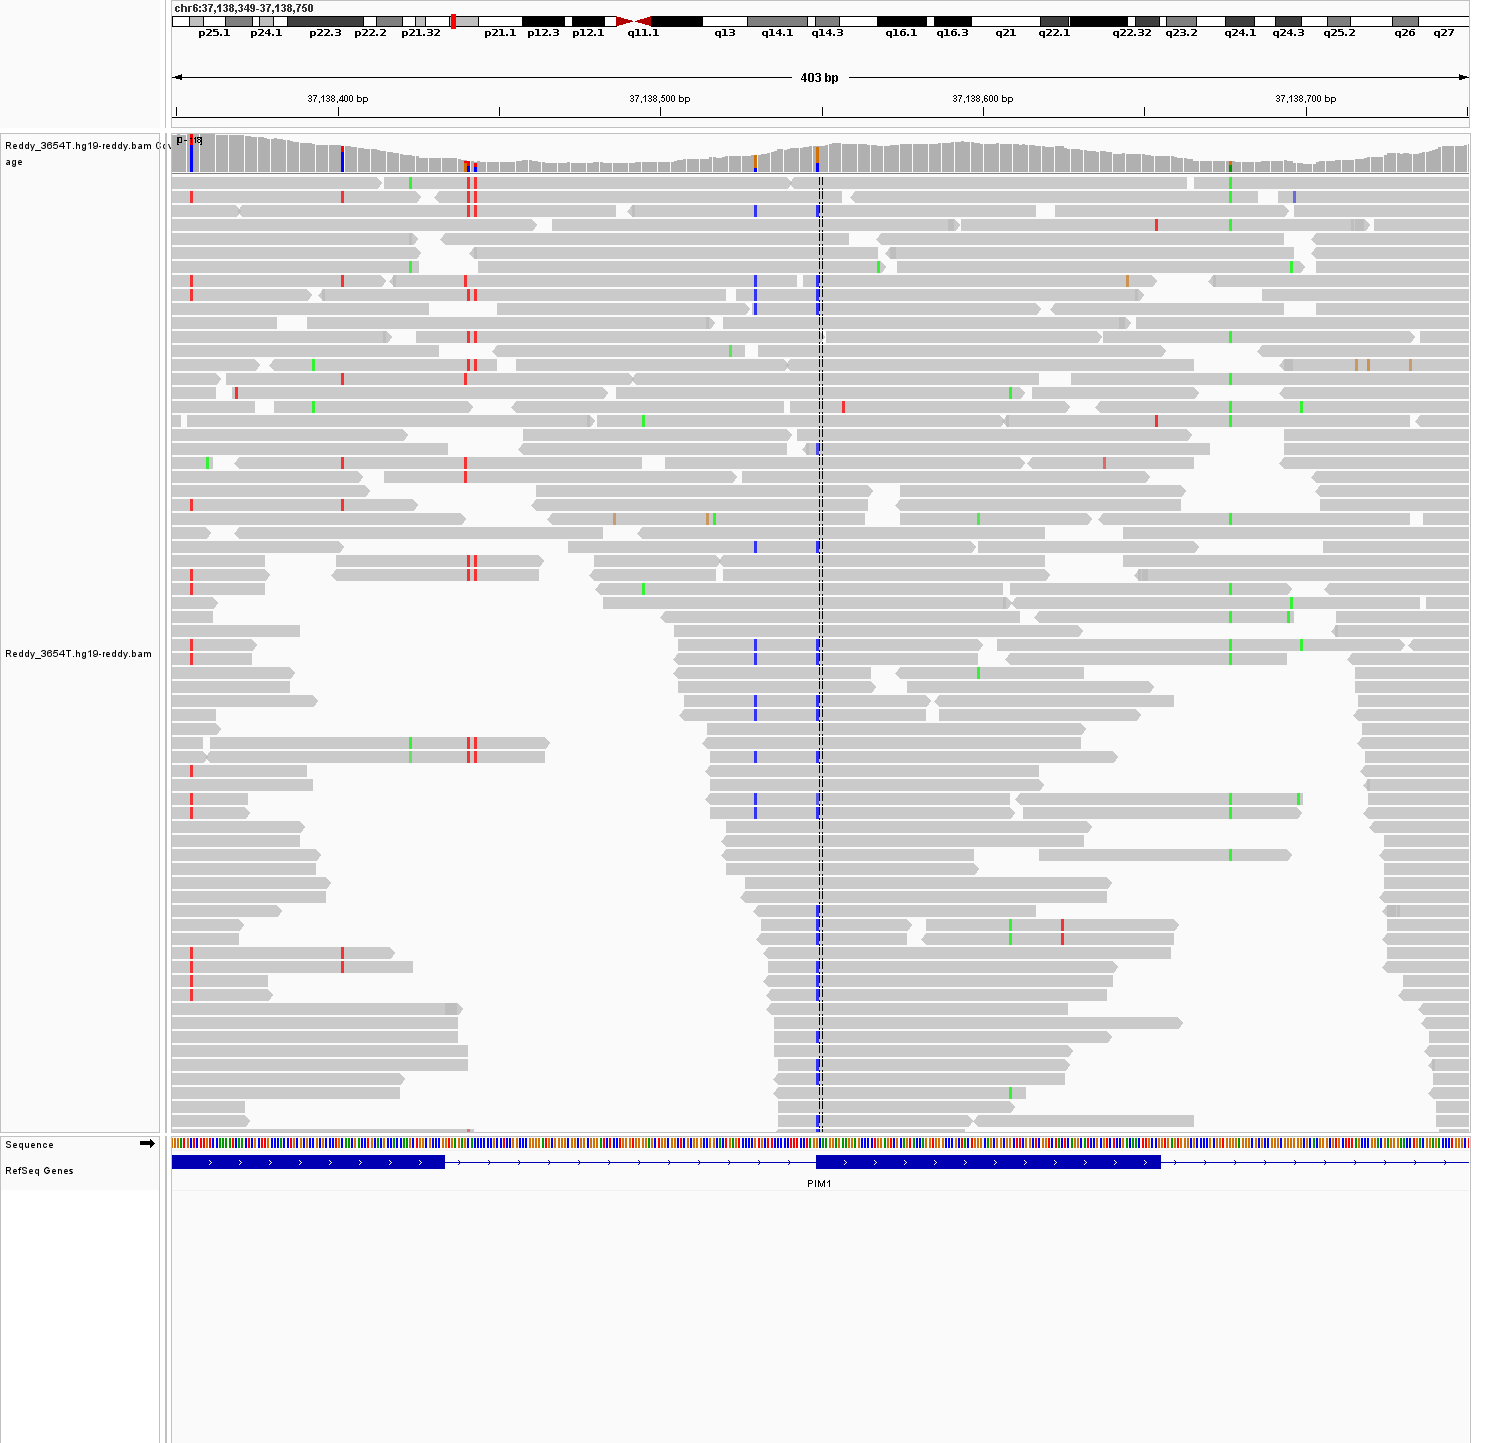 chr6:37,138,349-37,138,750
p25.1 p24.1 p22.3 p22.2 p21.32 p21.1 p12.3 p12.1 q11.1 q13 q14.1 q14.3 q16.1 q16.3 q21 q22.1 q22.32 q23.2 q24.1 q24.3 q25.2 q26 q27
403 bp
37,138,400 bp 37,138,500 bp 37,138,600 bp 37,138,700 bp
Reddy_3654T.hg19-reddy.bam Cov
age
Reddy_3654T.hg19-reddy.bam
Sequence
RefSeq Genes
PIM1